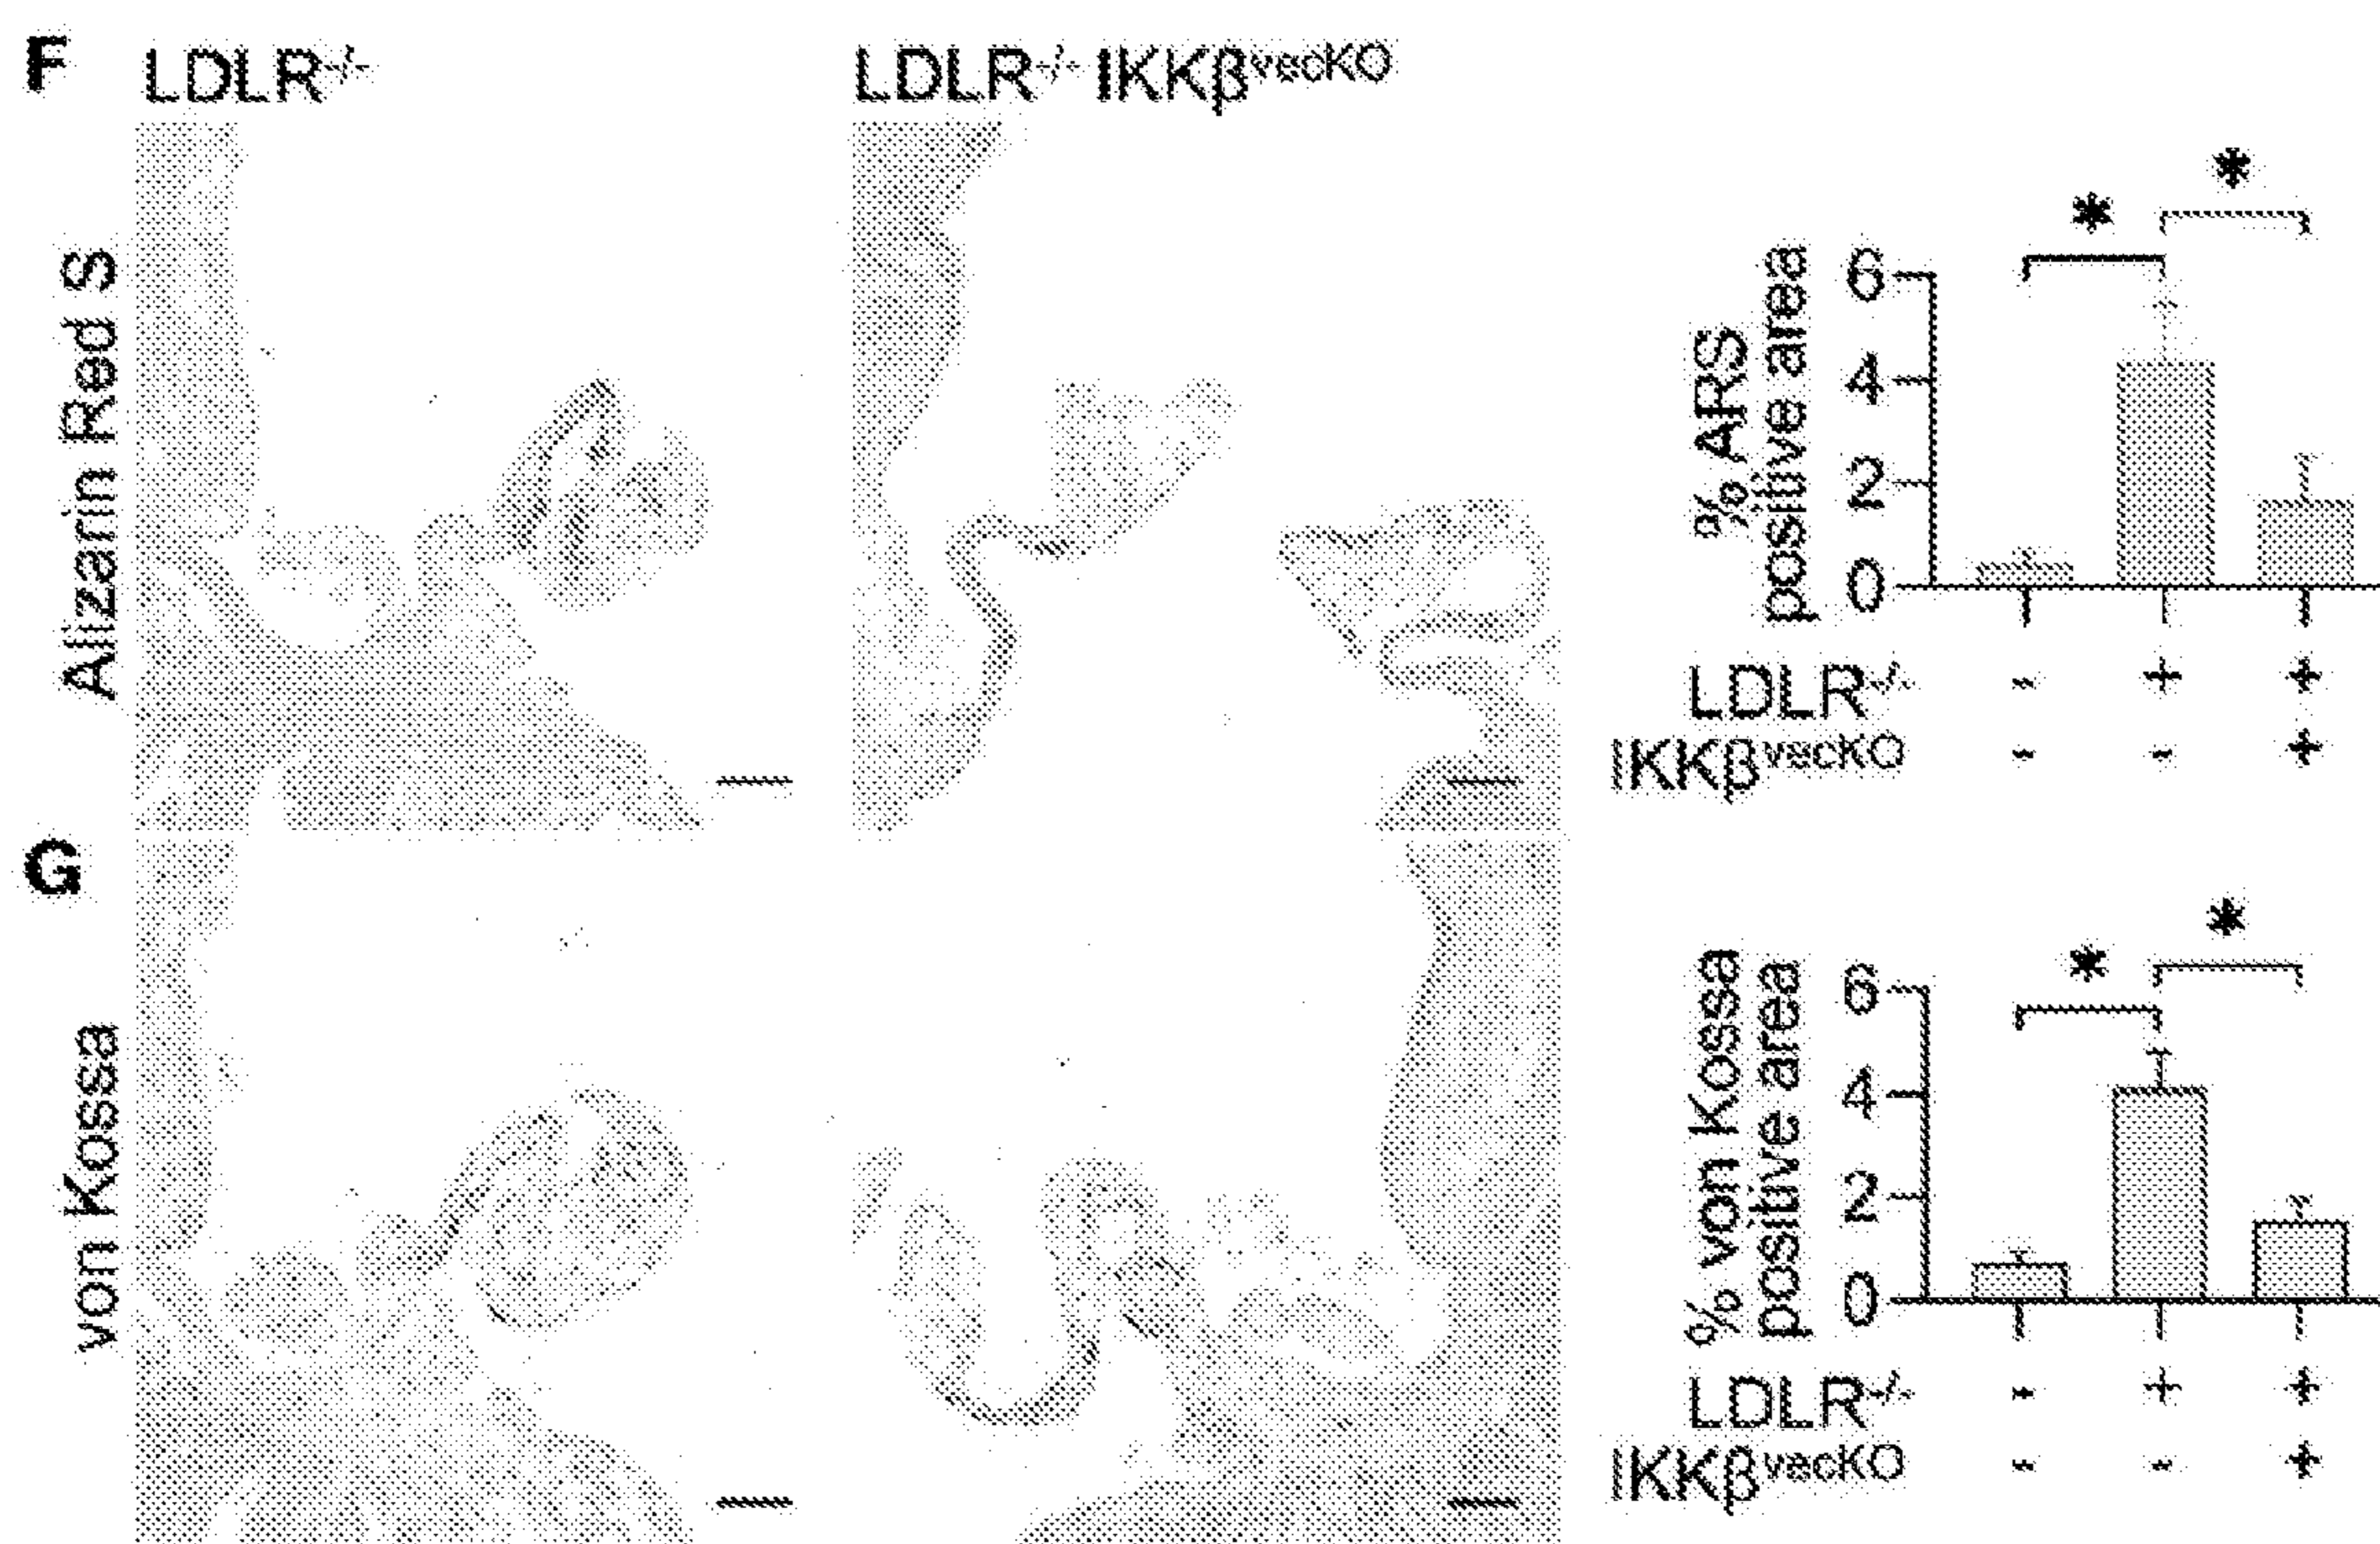 F
LDLR-/-
LDLR-/- IKKβvecKO
Alizarin Red S
% ARS
positive area
6
4
2
0
* *
LDLR-/- - + +
IKKβvecKO - - +
G
von Kossa
% von Kossa
positive area
6
4
2
0
* *
LDLR-/- - + +
IKKβvecKO - - +